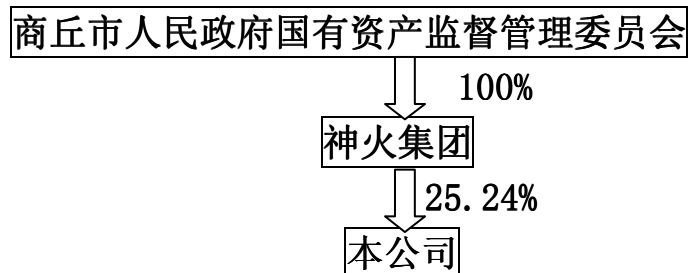 商丘市人民政府国有资产监督管理委员会
100%
神火集团
25.24%
本公司